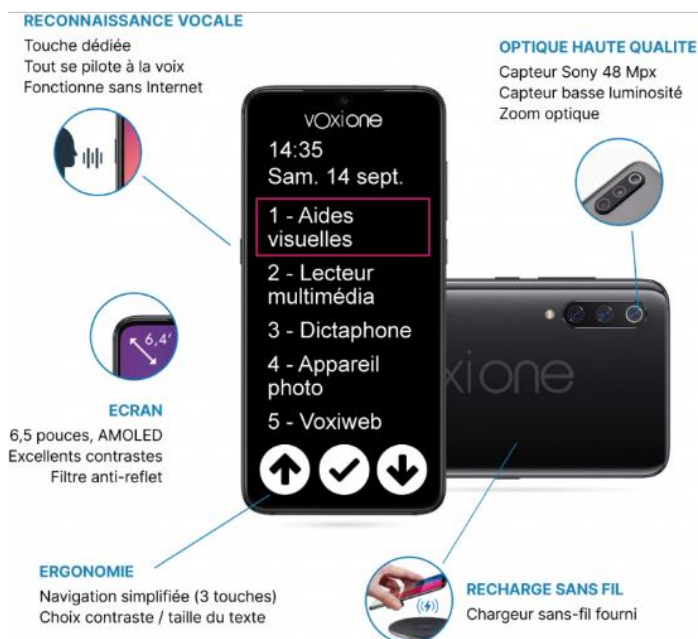 RECONNAISSANCE VOCALE
Touche dédiée
Tout se pilote à la voix
Fonctionne sans Internet
OPTIQUE HAUTE QUALITE
Capteur Sony 48 Mpx
Capteur basse luminosité
Zoom optique
voxione
14:35
Sam. 14 sept.
1 - Aides
visuelles
2 - Lecteur
multimédia
3 - Dictaphone
4 - Appareil
photo
5 - Voxiweb
xione
6,4'
ECRAN
6,5 pouces, AMOLED
Excellents contrastes
Filtre anti-reflet
ERGONOMIE
Navigation simplifiée (3 touches)
Choix contraste / taille du texte
RECHARGE SANS FIL
Chargeur sans-fil fourni